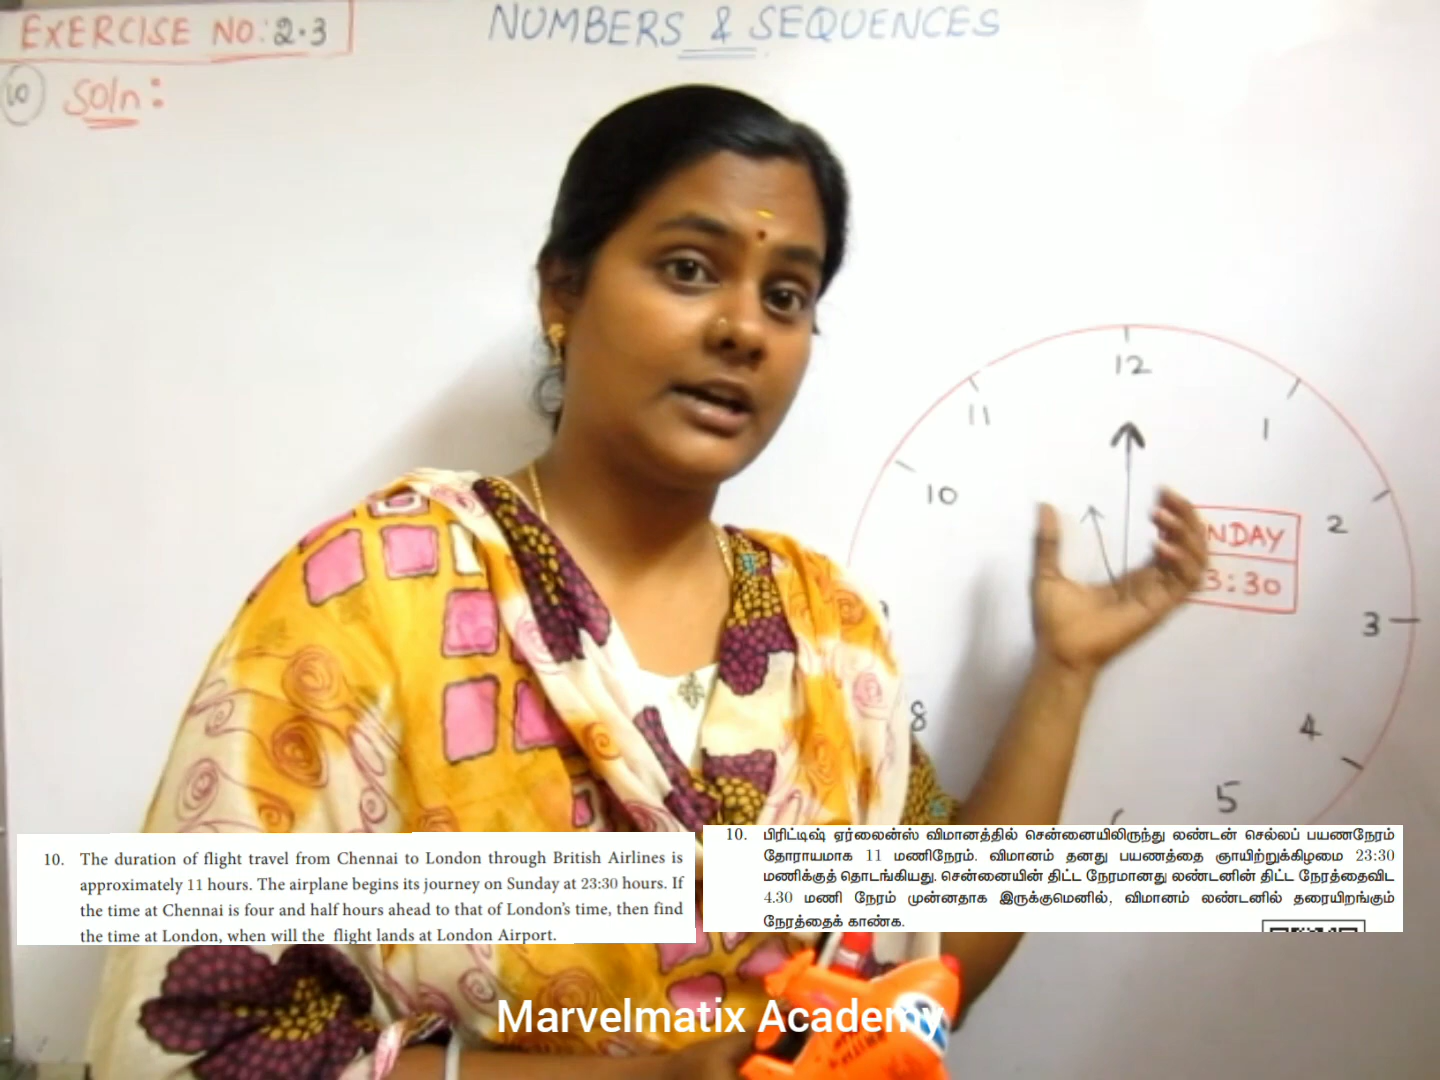 EXERCISE NO: 2.3
NUMBERS & SEQUENCES
10 Soln:
12
11
1
10
2
NDAY
3:30
3
8
4
5
10. The duration of flight travel from Chennai to London through British Airlines is
approximately 11 hours. The airplane begins its journey on Sunday at 23:30 hours. If
the time at Chennai is four and half hours ahead to that of London's time, then find
the time at London, when will the flight lands at London Airport.
10. பிரிட்டிஷ் ஏர்லைன்ஸ் விமானத்தில் சென்னையிலிருந்து லண்டன் செல்லப் பயணநேரம்
தோராயமாக 11 மணிநேரம். விமானம் தனது பயணத்தை ஞாயிற்றுக்கிழமை 23:30
மணிக்குத் தொடங்கியது. சென்னையின் திட்ட நேரமானது லண்டனின் திட்ட நேரத்தைவிட
4.30 மணி நேரம் முன்னதாக இருக்குமெனில், விமானம் லண்டனில் தரையிறங்கும்
நேரத்தைக் காண்க.
Marvelmatix Academy